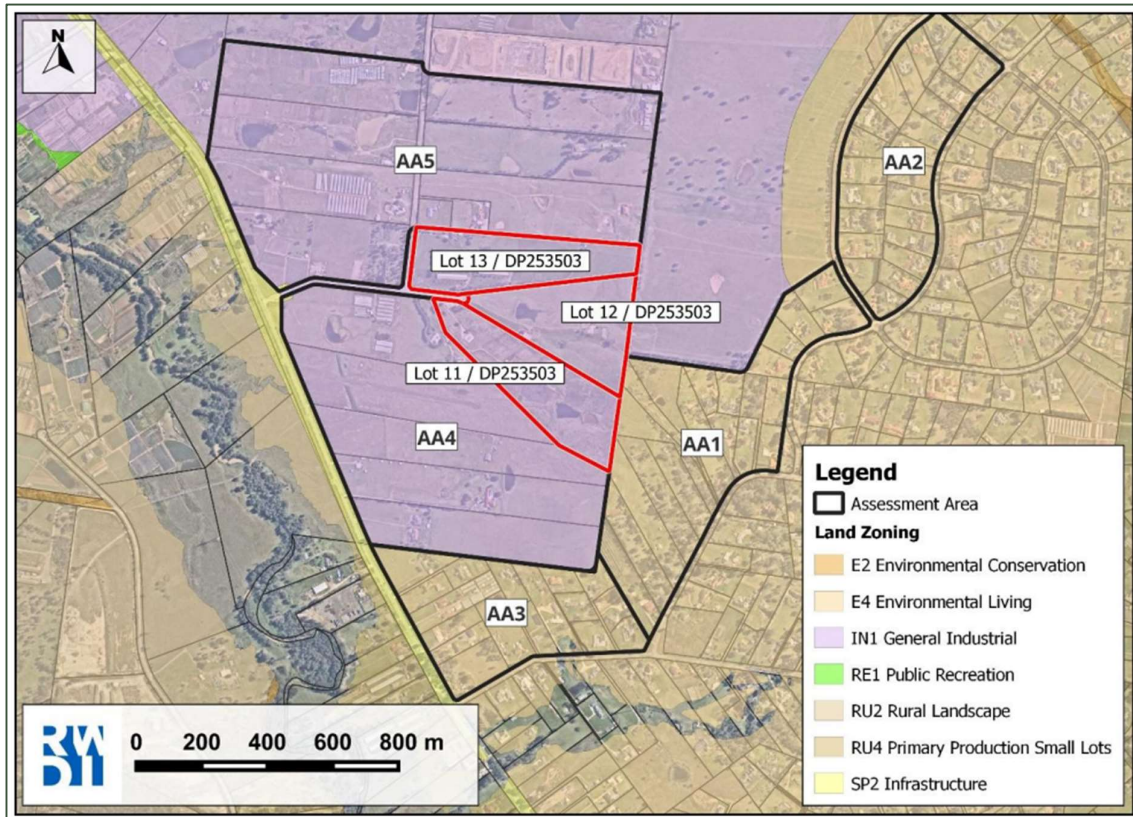 N
AA5
AA2
Lot 13 / DP253503
Lot 12 / DP253503
Lot 11 / DP253503
AA4
AA1
AA3
Legend
Assessment Area
Land Zoning
E2 Environmental Conservation
E4 Environmental Living
IN1 General Industrial
RE1 Public Recreation
RU2 Rural Landscape
RU4 Primary Production Small Lots
SP2 Infrastructure
RWDI
0 200 400 600 800 m